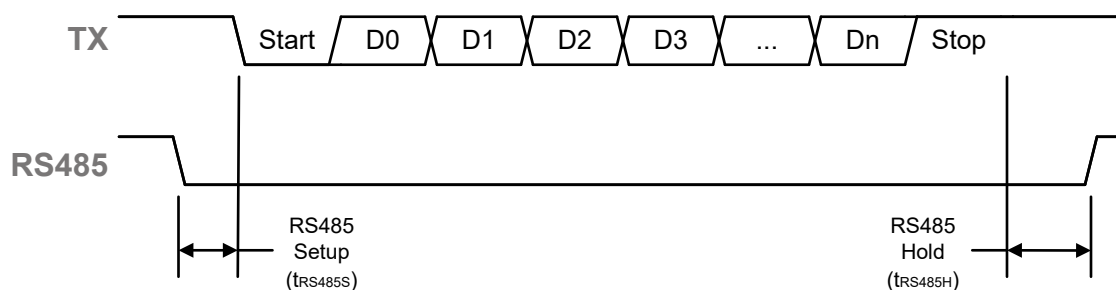 TX Start D0 D1 D2 D3 ... Dn Stop
RS485
RS485
Setup
(tRS485S)
RS485
Hold
(tRS485H)